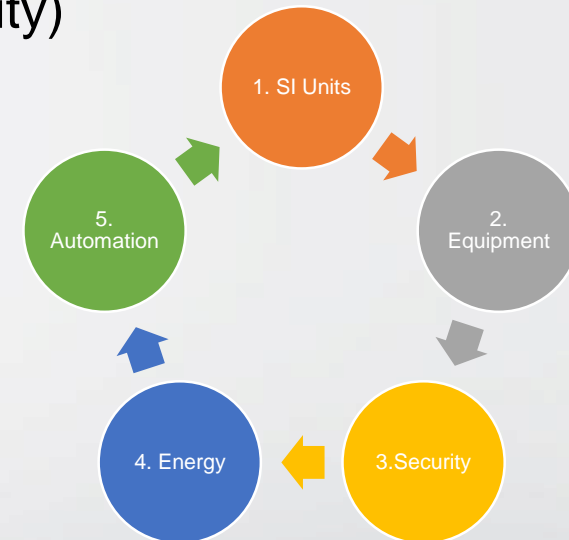 ity)
1. SI Units
2.
Equipment
3.Security
4. Energy
5.
Automation